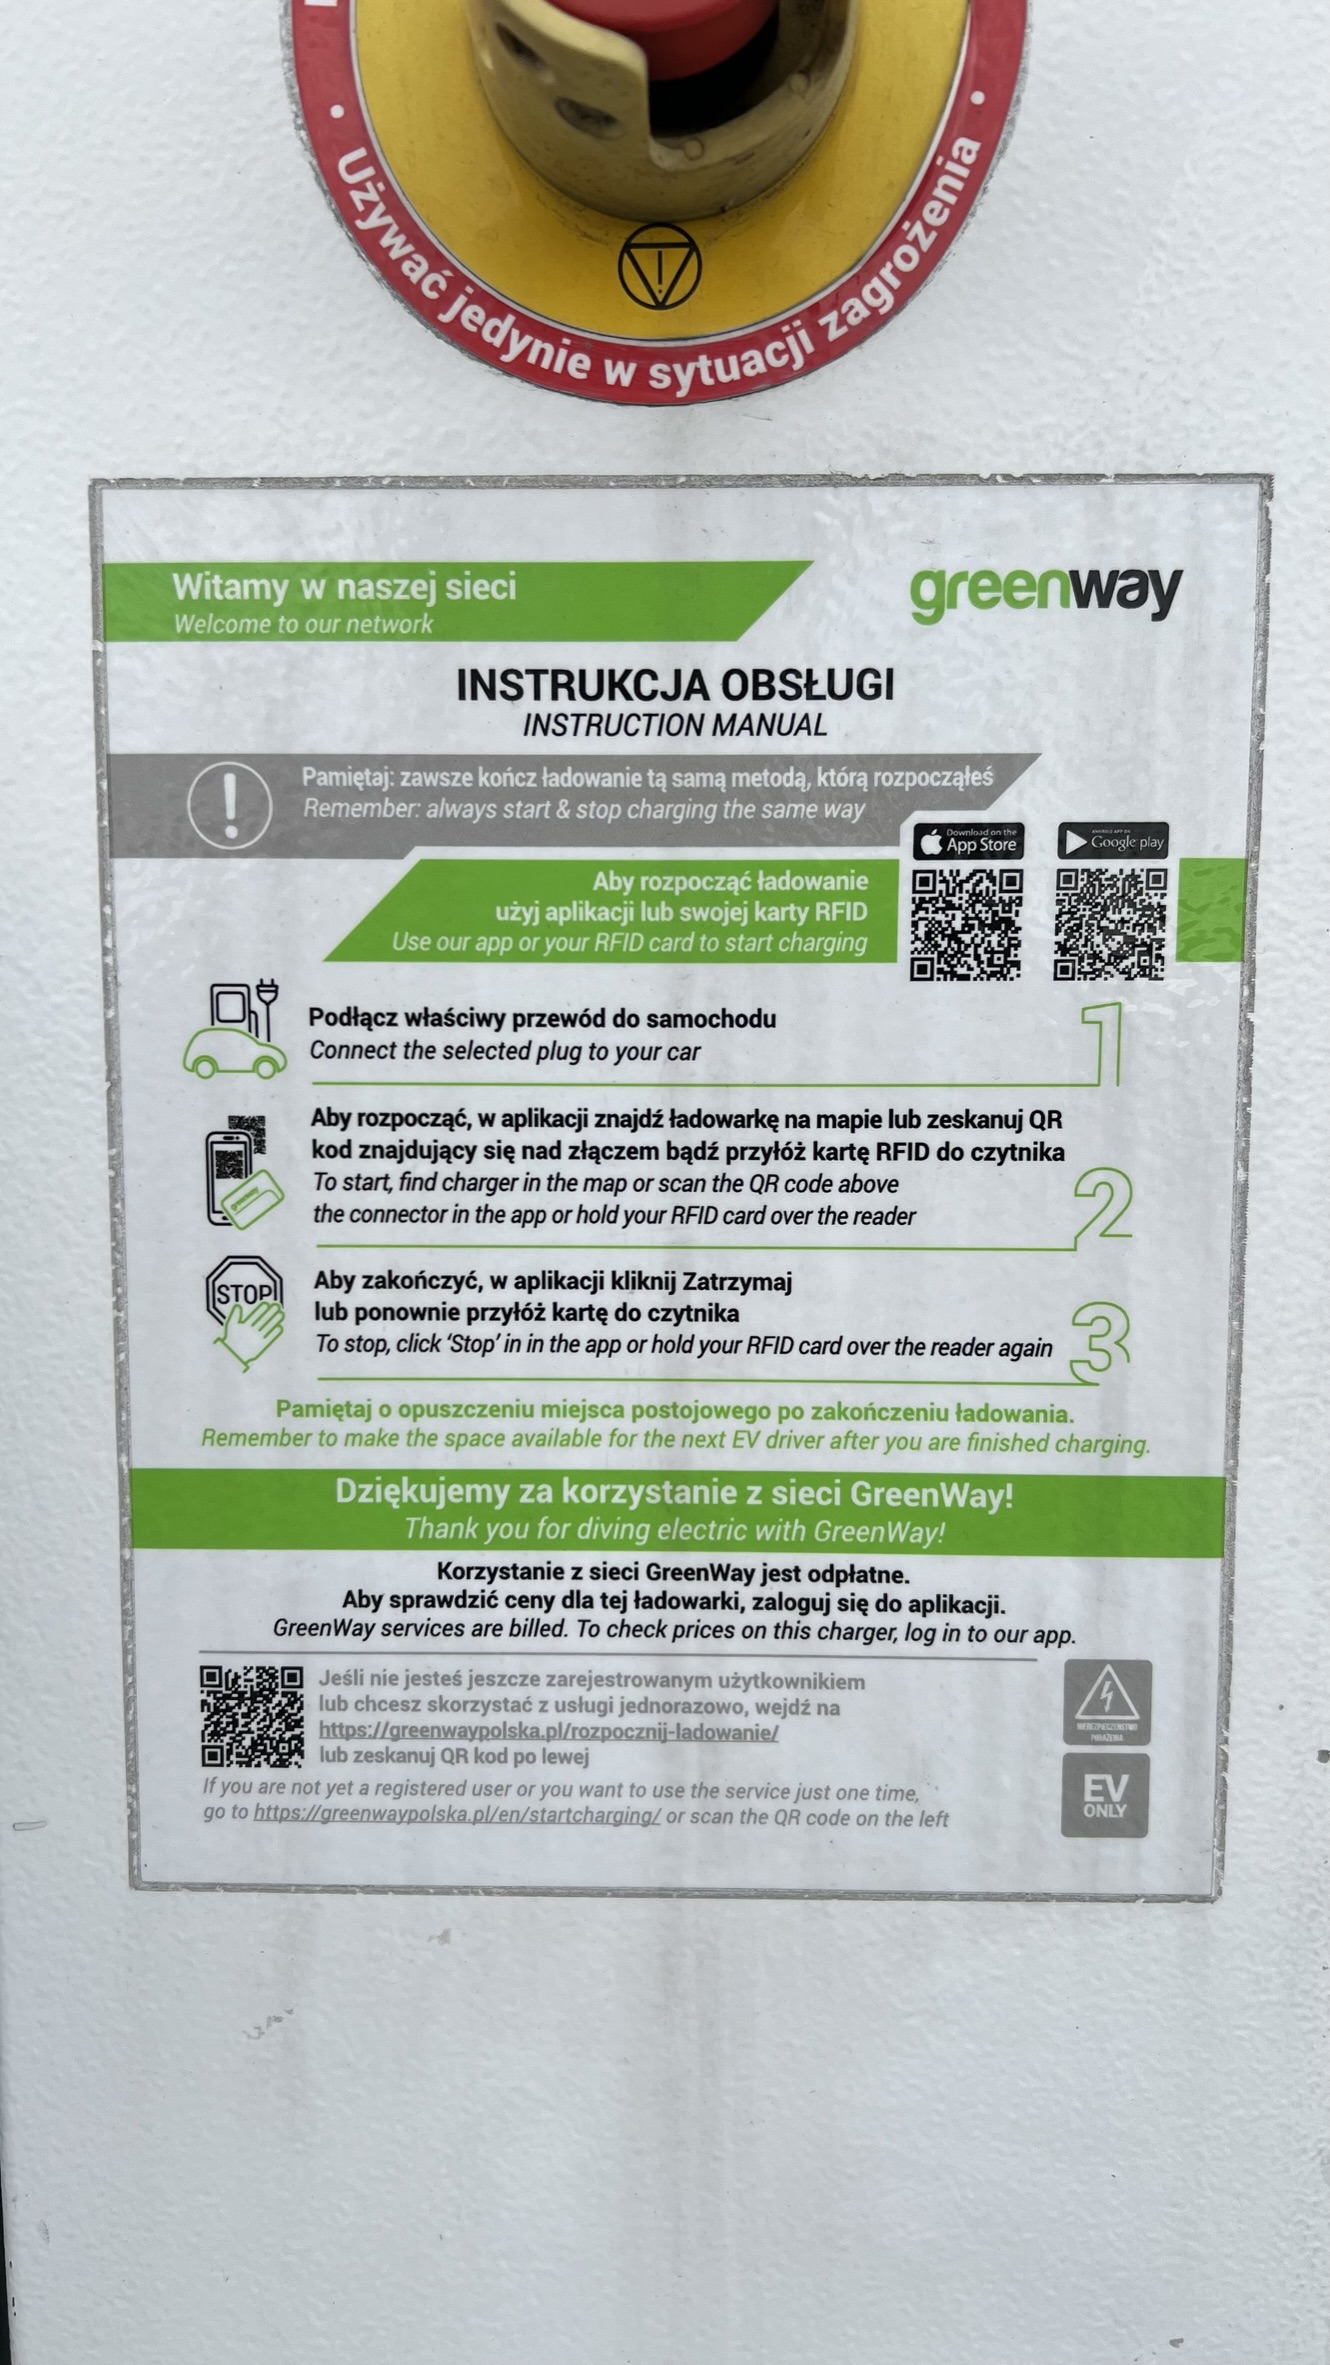 Używać jedynie w sytuacji zagrożenia
Witamy w naszej sieci
Welcome to our network
greenway
INSTRUKCJA OBSŁUGI
INSTRUCTION MANUAL
Pamiętaj: zawsze kończ ładowanie tą samą metodą, którą rozpocząłeś
Remember: always start & stop charging the same way
Download on the
App Store
ANDROID APP ON
Google play
Aby rozpocząć ładowanie
użyj aplikacji lub swojej karty RFID
Use our app or your RFID card to start charging
Podłącz właściwy przewód do samochodu
Connect the selected plug to your car
1
Aby rozpocząć, w aplikacji znajdź ładowarkę na mapie lub zeskanuj QR
kod znajdujący się nad złączem bądź przyłóż kartę RFID do czytnika
To start, find charger in the map or scan the QR code above
the connector in the app or hold your RFID card over the reader
2
STOP
Aby zakończyć, w aplikacji kliknij Zatrzymaj
lub ponownie przyłóż kartę do czytnika
To stop, click ‘Stop’ in in the app or hold your RFID card over the reader again
3
Pamiętaj o opuszczeniu miejsca postojowego po zakończeniu ładowania.
Remember to make the space available for the next EV driver after you are finished charging.
Dziękujemy za korzystanie z sieci GreenWay!
Thank you for diving electric with GreenWay!
Korzystanie z sieci GreenWay jest odpłatne.
Aby sprawdzić ceny dla tej ładowarki, zaloguj się do aplikacji.
GreenWay services are billed. To check prices on this charger, log in to our app.
Jeśli nie jesteś jeszcze zarejestrowanym użytkownikiem
lub chcesz skorzystać z usługi jednorazowo, wejdź na
https://greenwaypolska.pl/rozpocznij-ladowanie/
lub zeskanuj QR kod po lewej
If you are not yet a registered user or you want to use the service just one time,
go to https://greenwaypolska.pl/en/startcharging/ or scan the QR code on the left
NIEBEZPIECZEŃSTWO
PORAŻENIA
EV
ONLY